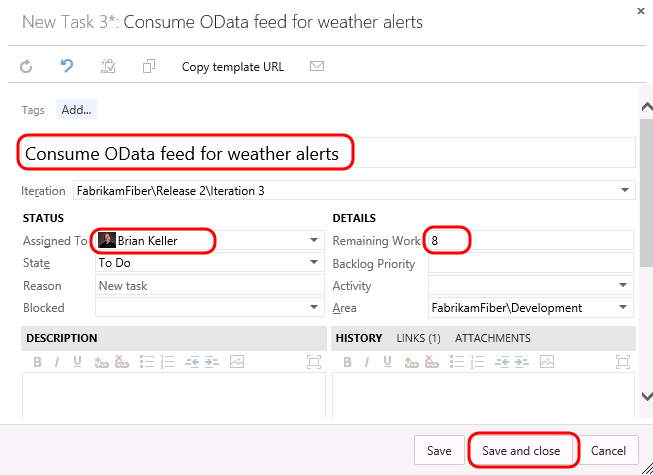 New Task 3*: Consume OData feed for weather alerts
Copy template URL
Tags Add...
Consume OData feed for weather alerts
Iteration FabrikamFiber\Release 2\Iteration 3
STATUS
Assigned To Brian Keller
State To Do
Reason New task
Blocked
DETAILS
Remaining Work 8
Backlog Priority
Activity
Area FabrikamFiber\Development
DESCRIPTION
B I U
HISTORY LINKS (1) ATTACHMENTS
B I U
Save Save and close Cancel